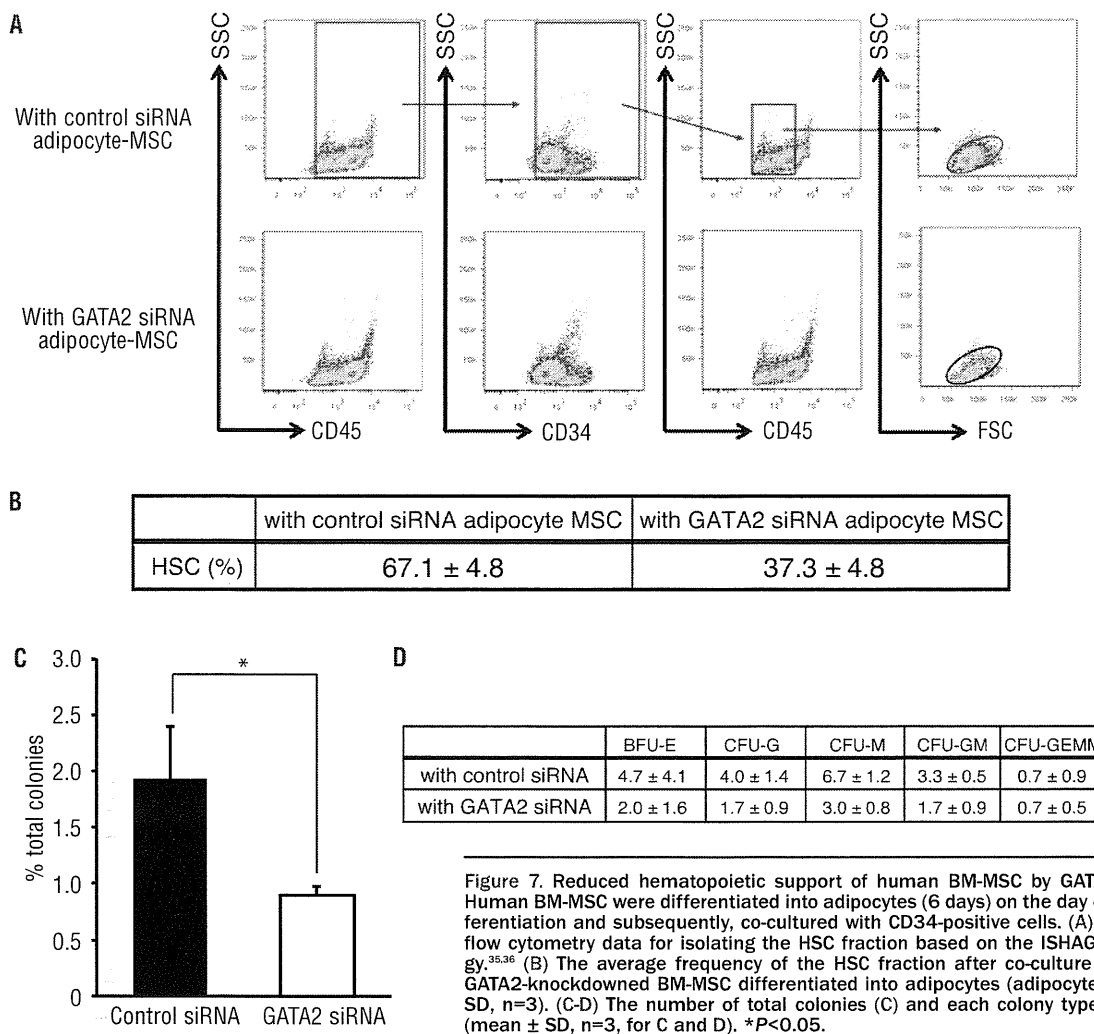 A
SSC SSC SSC SSC
With control siRNA
adipocyte-MSC
With GATA2 siRNA
adipocyte-MSC
CD45 CD34 CD45 FSC
B
with control siRNA adipocyte MSC with GATA2 siRNA adipocyte MSC
HSC (%) 67.1 ± 4.8 37.3 ± 4.8
C
% total colonies
3.0
2.5
2.0
1.5
1.0
0.5
0
*
Control siRNA GATA2 siRNA
D
BFU-E CFU-G CFU-M CFU-GM CFU-GEMM
with control siRNA 4.7 ± 4.1 4.0 ± 1.4 6.7 ± 1.2 3.3 ± 0.5 0.7 ± 0.9
with GATA2 siRNA 2.0 ± 1.6 1.7 ± 0.9 3.0 ± 0.8 1.7 ± 0.9 0.7 ± 0.5
Figure 7. Reduced hematopoietic support of human BM-MSC by GAT
Human BM-MSC were differentiated into adipocytes (6 days) on the day
ferentiation and subsequently, co-cultured with CD34-positive cells. (A)
flow cytometry data for isolating the HSC fraction based on the ISHAG
gy.35,36 (B) The average frequency of the HSC fraction after co-culture
GATA2-knockdowned BM-MSC differentiated into adipocytes (adipocyte
SD, n=3). (C-D) The number of total colonies (C) and each colony type
(mean ± SD, n=3, for C and D). *P<0.05.